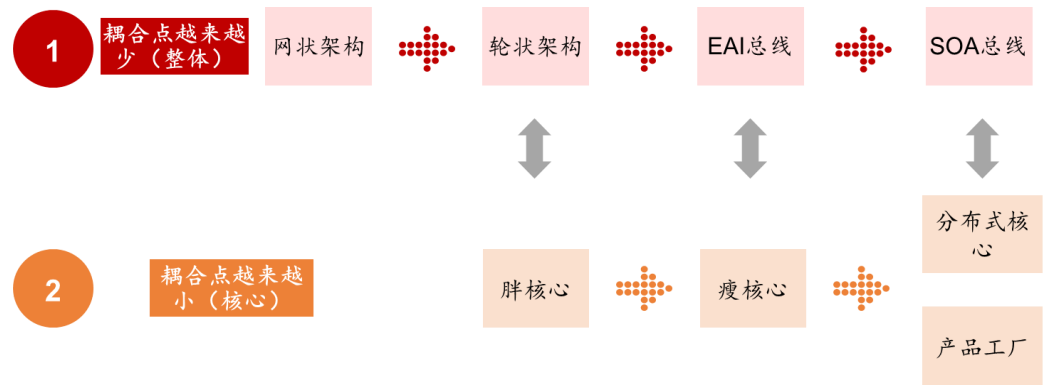 1
耦合点越来越
少（整体）
网状架构
轮状架构
EAI总线
SOA总线
2
耦合点越来越
小（核心）
胖核心
瘦核心
分布式核
心
产品工厂